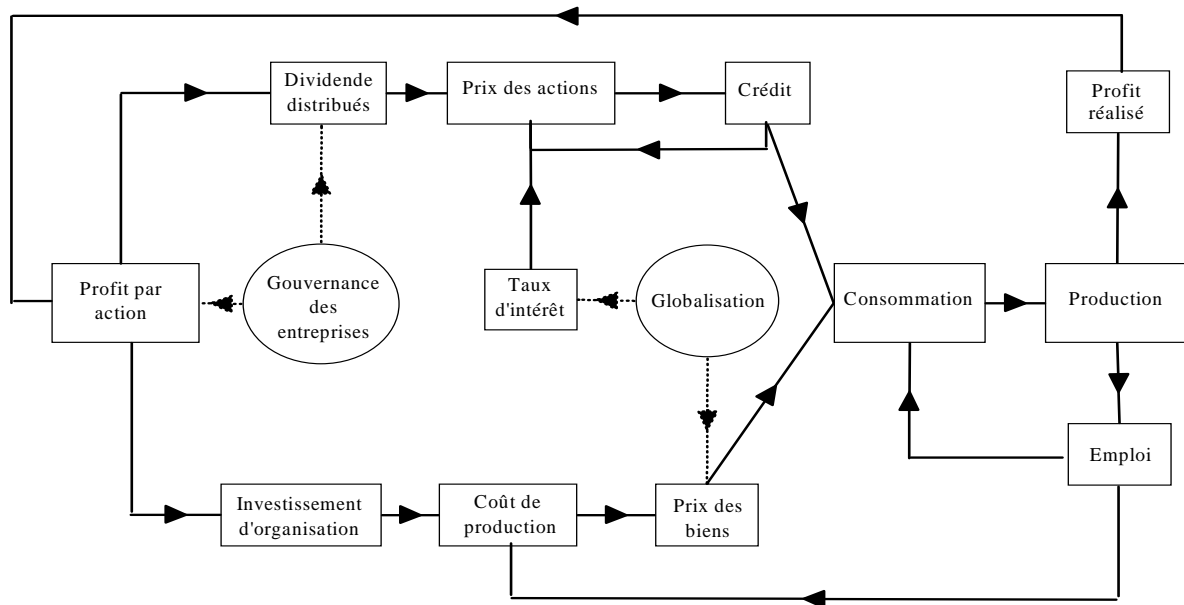 Dividende
distribués
Prix des actions
Crédit
Profit
réalisé
Profit par
action
Gouvernance
des
entreprises
Taux
d'intérêt
Globalisation
Consommation
Production
Emploi
Investissement
d'organisation
Coût de
production
Prix des
biens